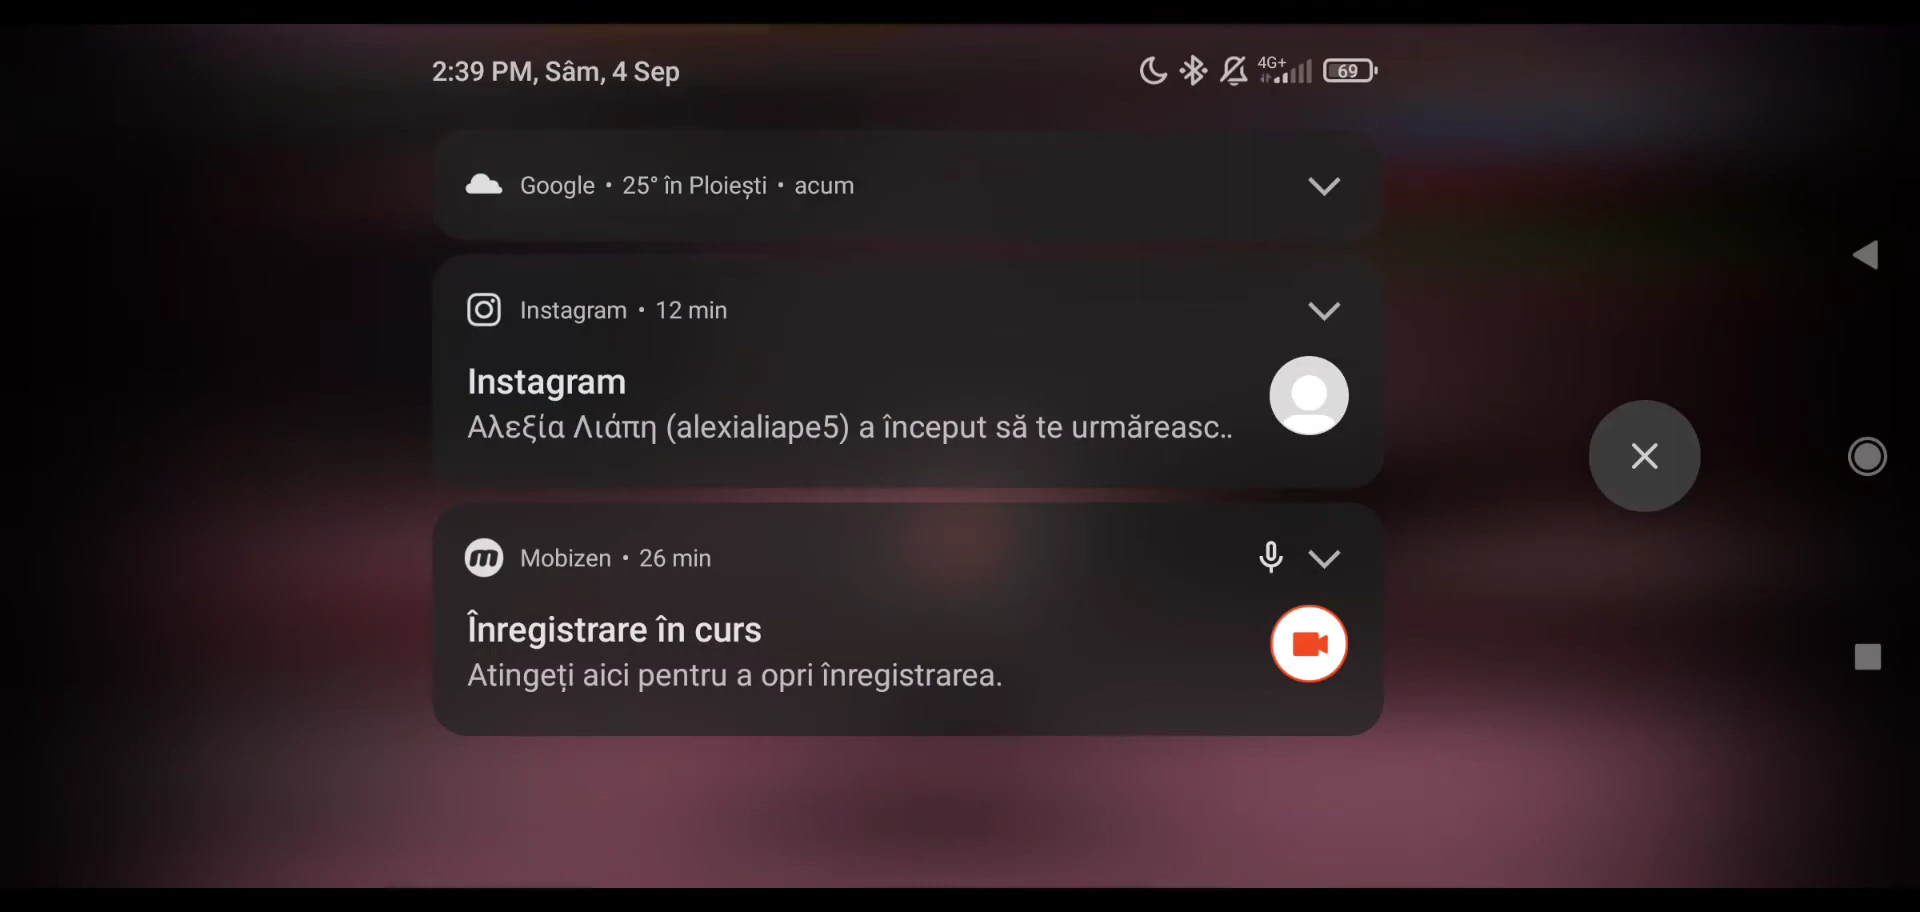 2:39 PM, Sâm, 4 Sep
4G+
69
Google • 25° în Ploiești • acum
Instagram • 12 min
Instagram
Αλεξία Λιάπη (alexialiape5) a început să te urmăreasc..
m Mobizen • 26 min
Înregistrare în curs
Atingeți aici pentru a opri înregistrarea.